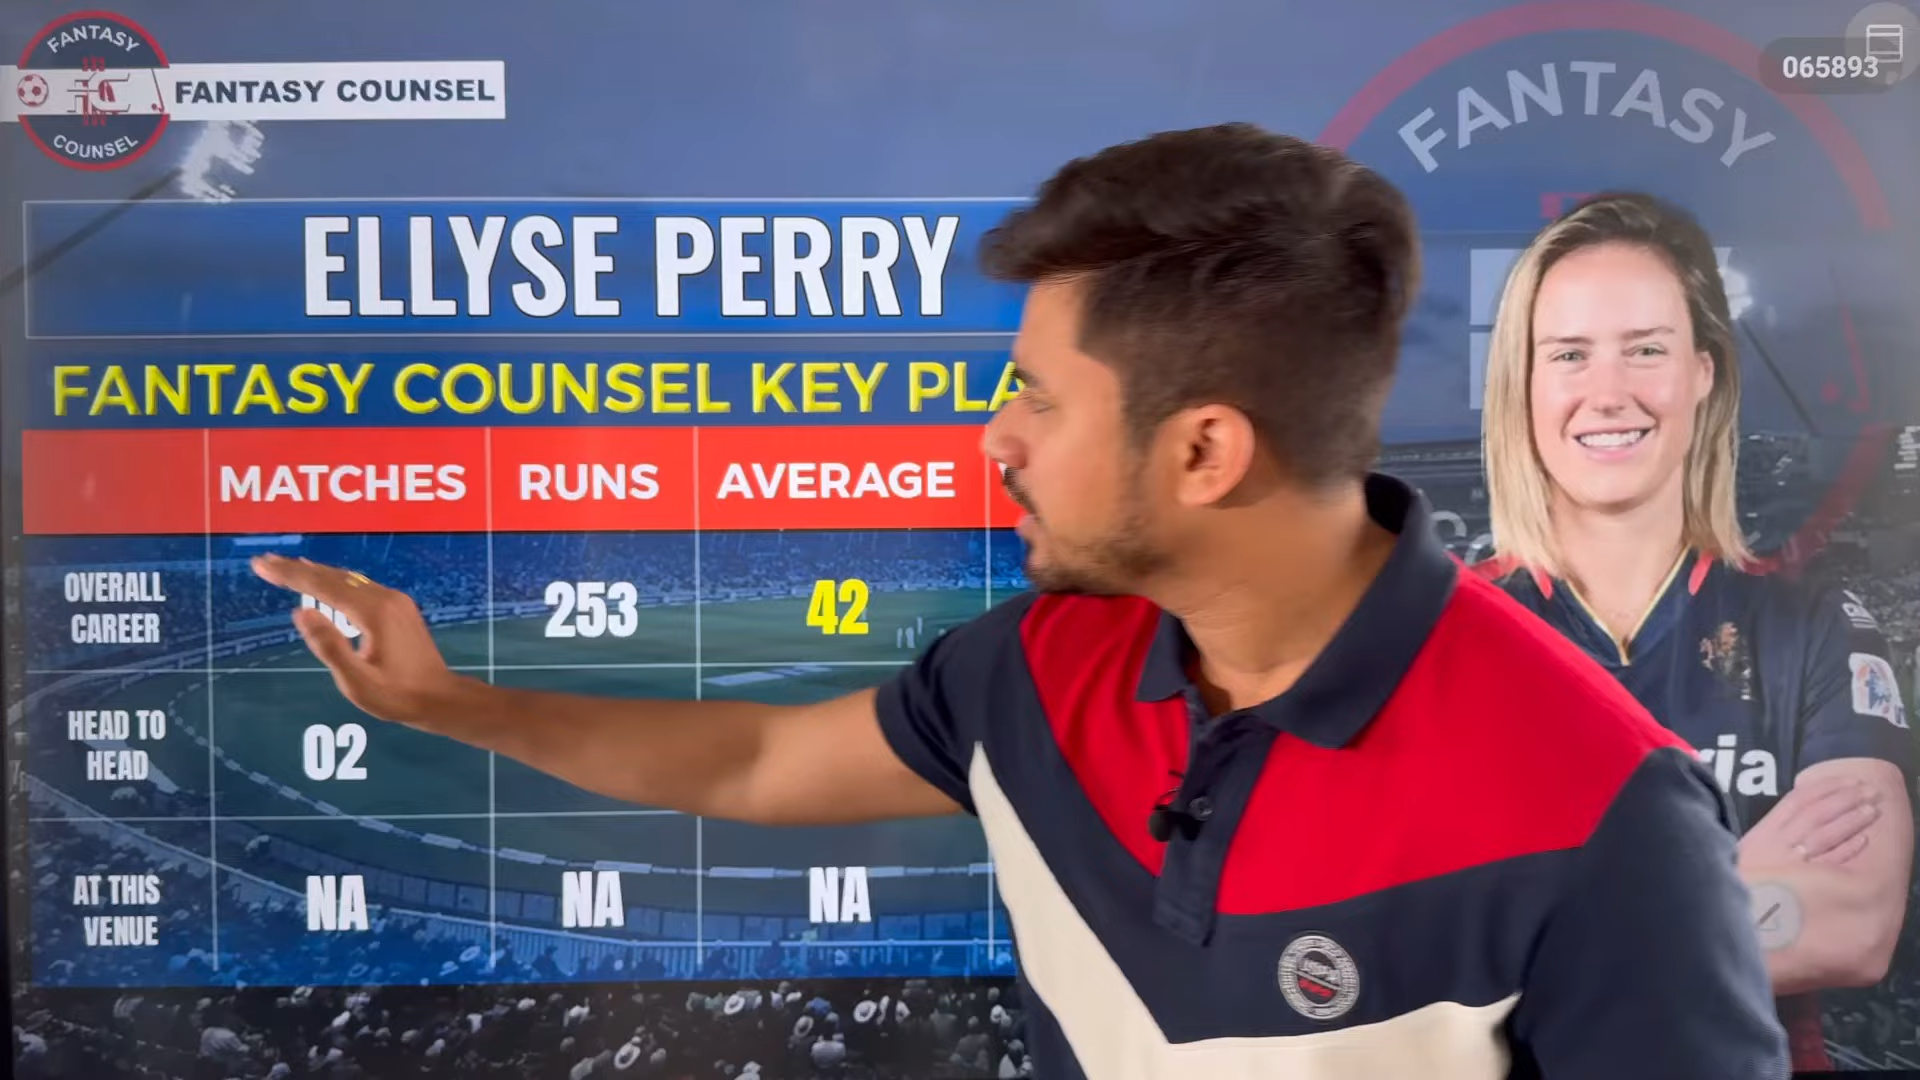 FANTASY
COUNSEL
FANTASY COUNSEL
065893
FANTASY
ELLYSE PERRY
FANTASY COUNSEL KEY
MATCHES RUNS AVERAGE
OVERALL
CAREER
253 42
HEAD TO
HEAD
02
AT THIS
VENUE
NA NA NA